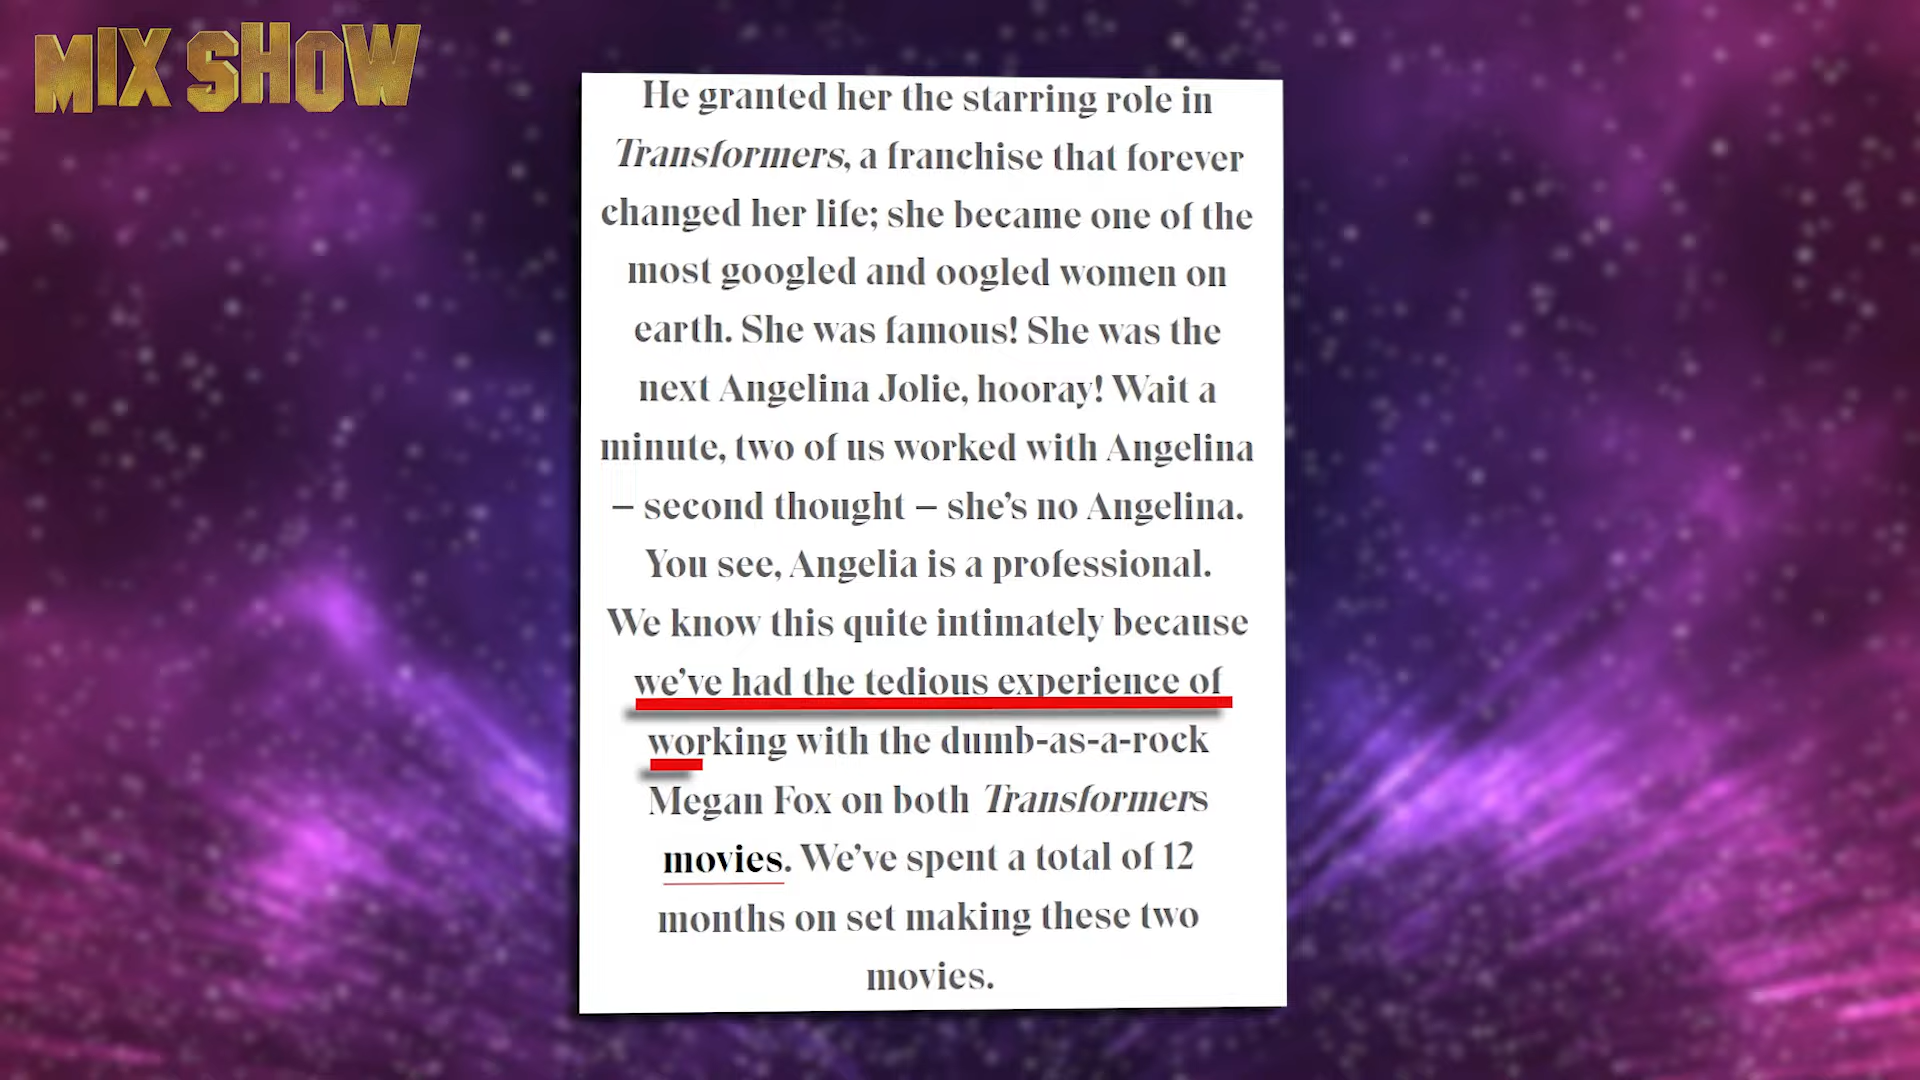 MIX SHOW
He granted her the starring role in
Transformers, a franchise that forever
changed her life; she became one of the
most googled and oogled women on
earth. She was famous! She was the
next Angelina Jolie, hooray! Wait a
minute, two of us worked with Angelina
– second thought – she’s no Angelina.
You see, Angelia is a professional.
We know this quite intimately because
we’ve had the tedious experience of
working with the dumb-as-a-rock
Megan Fox on both Transformers
movies. We’ve spent a total of 12
months on set making these two
movies.